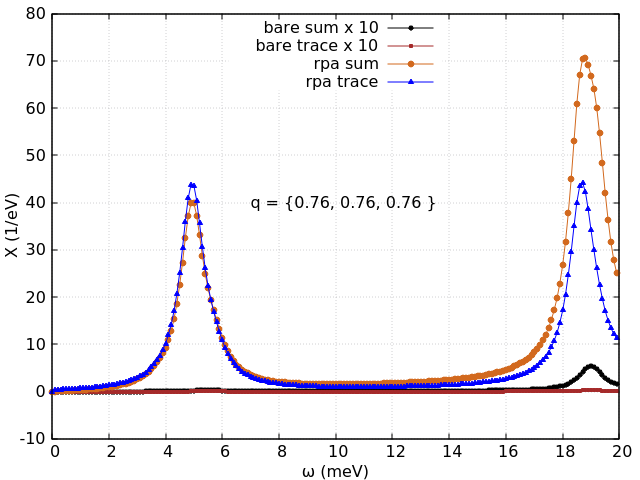 80
70
60
50
40
30
20
10
0
-10
X (1/eV)
bare sum x 10
bare trace x 10
rpa sum
rpa trace
q = {0.76, 0.76, 0.76 }
0 2 4 6 8 10 12 14 16 18 20
ω (meV)